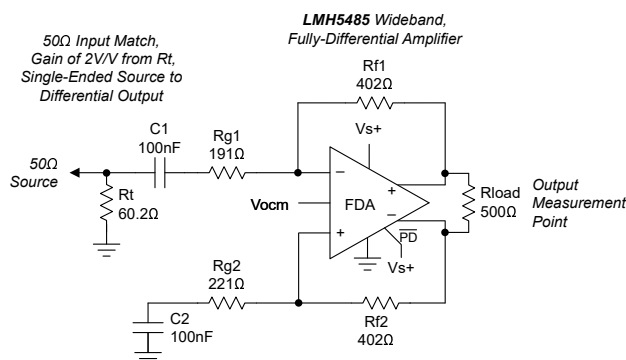 LMH5485 Wideband,
Fully-Differential Amplifier
50Ω Input Match,
Gain of 2V/V from Rt,
Single-Ended Source to
Differential Output
Rf1
402Ω
C1
100nF
Rg1
191Ω
Vs+
50Ω
Source
Rt
60.2Ω
−
+
Vocm
FDA
−
+
PD
Vs+
Rload
500Ω
Output
Measurement
Point
Rg2
221Ω
C2
100nF
Rf2
402Ω